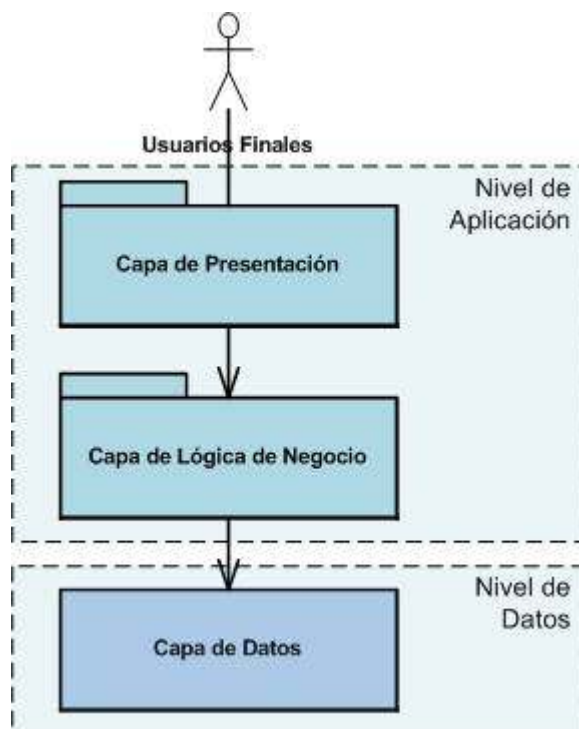 Usuarios Finales
Nivel de
Aplicación
Capa de Presentación
Capa de Lógica de Negocio
Nivel de
Datos
Capa de Datos